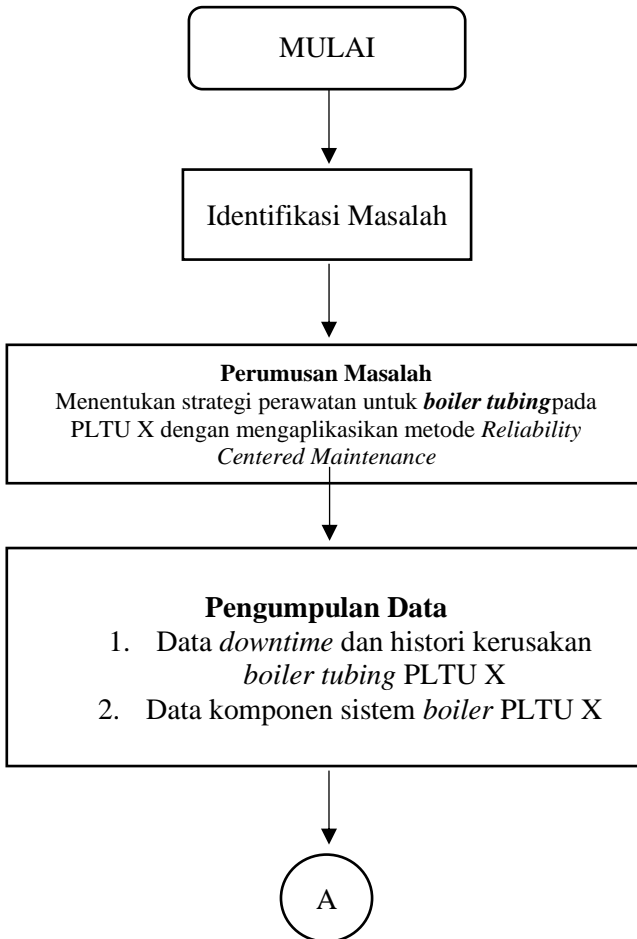 MULAI
Identifikasi Masalah
Perumusan Masalah
Menentukan strategi perawatan untuk boiler tubingpada
PLTU X dengan mengaplikasikan metode Reliability
Centered Maintenance
Pengumpulan Data
1. Data downtime dan histori kerusakan
boiler tubing PLTU X
2. Data komponen sistem boiler PLTU X
A